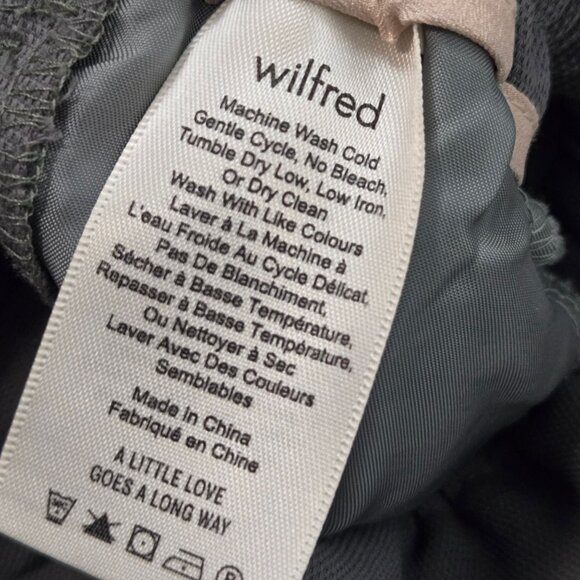 wilfred
Machine Wash Cold
Gentle Cycle, No Bleach,
Tumble Dry Low, Low Iron,
Or Dry Clean
Wash With Like Colours
Laver à La Machine à
L'eau Froide Au Cycle Délicat,
Pas De Blanchiment,
Sécher à Basse Température,
Repasser à Basse Température,
Ou Nettoyer à Sec
Laver Avec Des Couleurs
Semblables
Made in China
Fabriqué en Chine
A LITTLE LOVE
GOES A LONG WAY